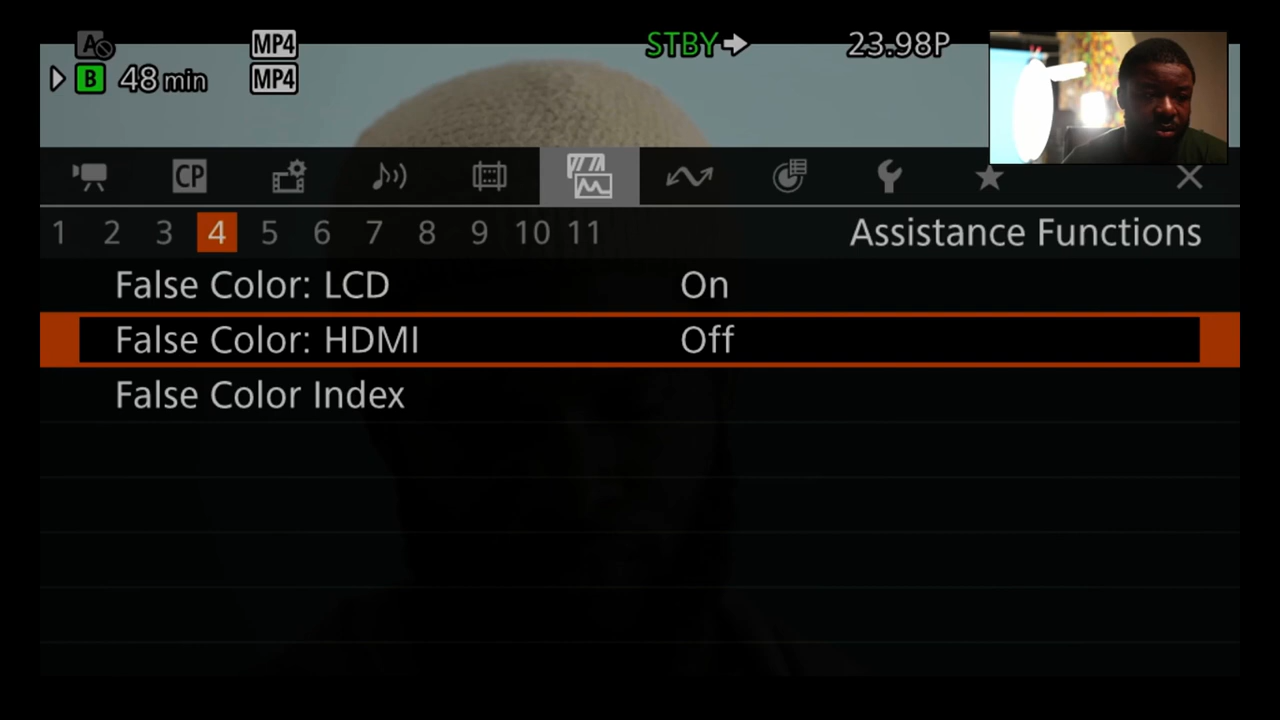 A MP4 STBY 23.98P
B 48 min MP4
CP
1 2 3 4 5 6 7 8 9 10 11 Assistance Functions
False Color: LCD On
False Color: HDMI Off
False Color Index